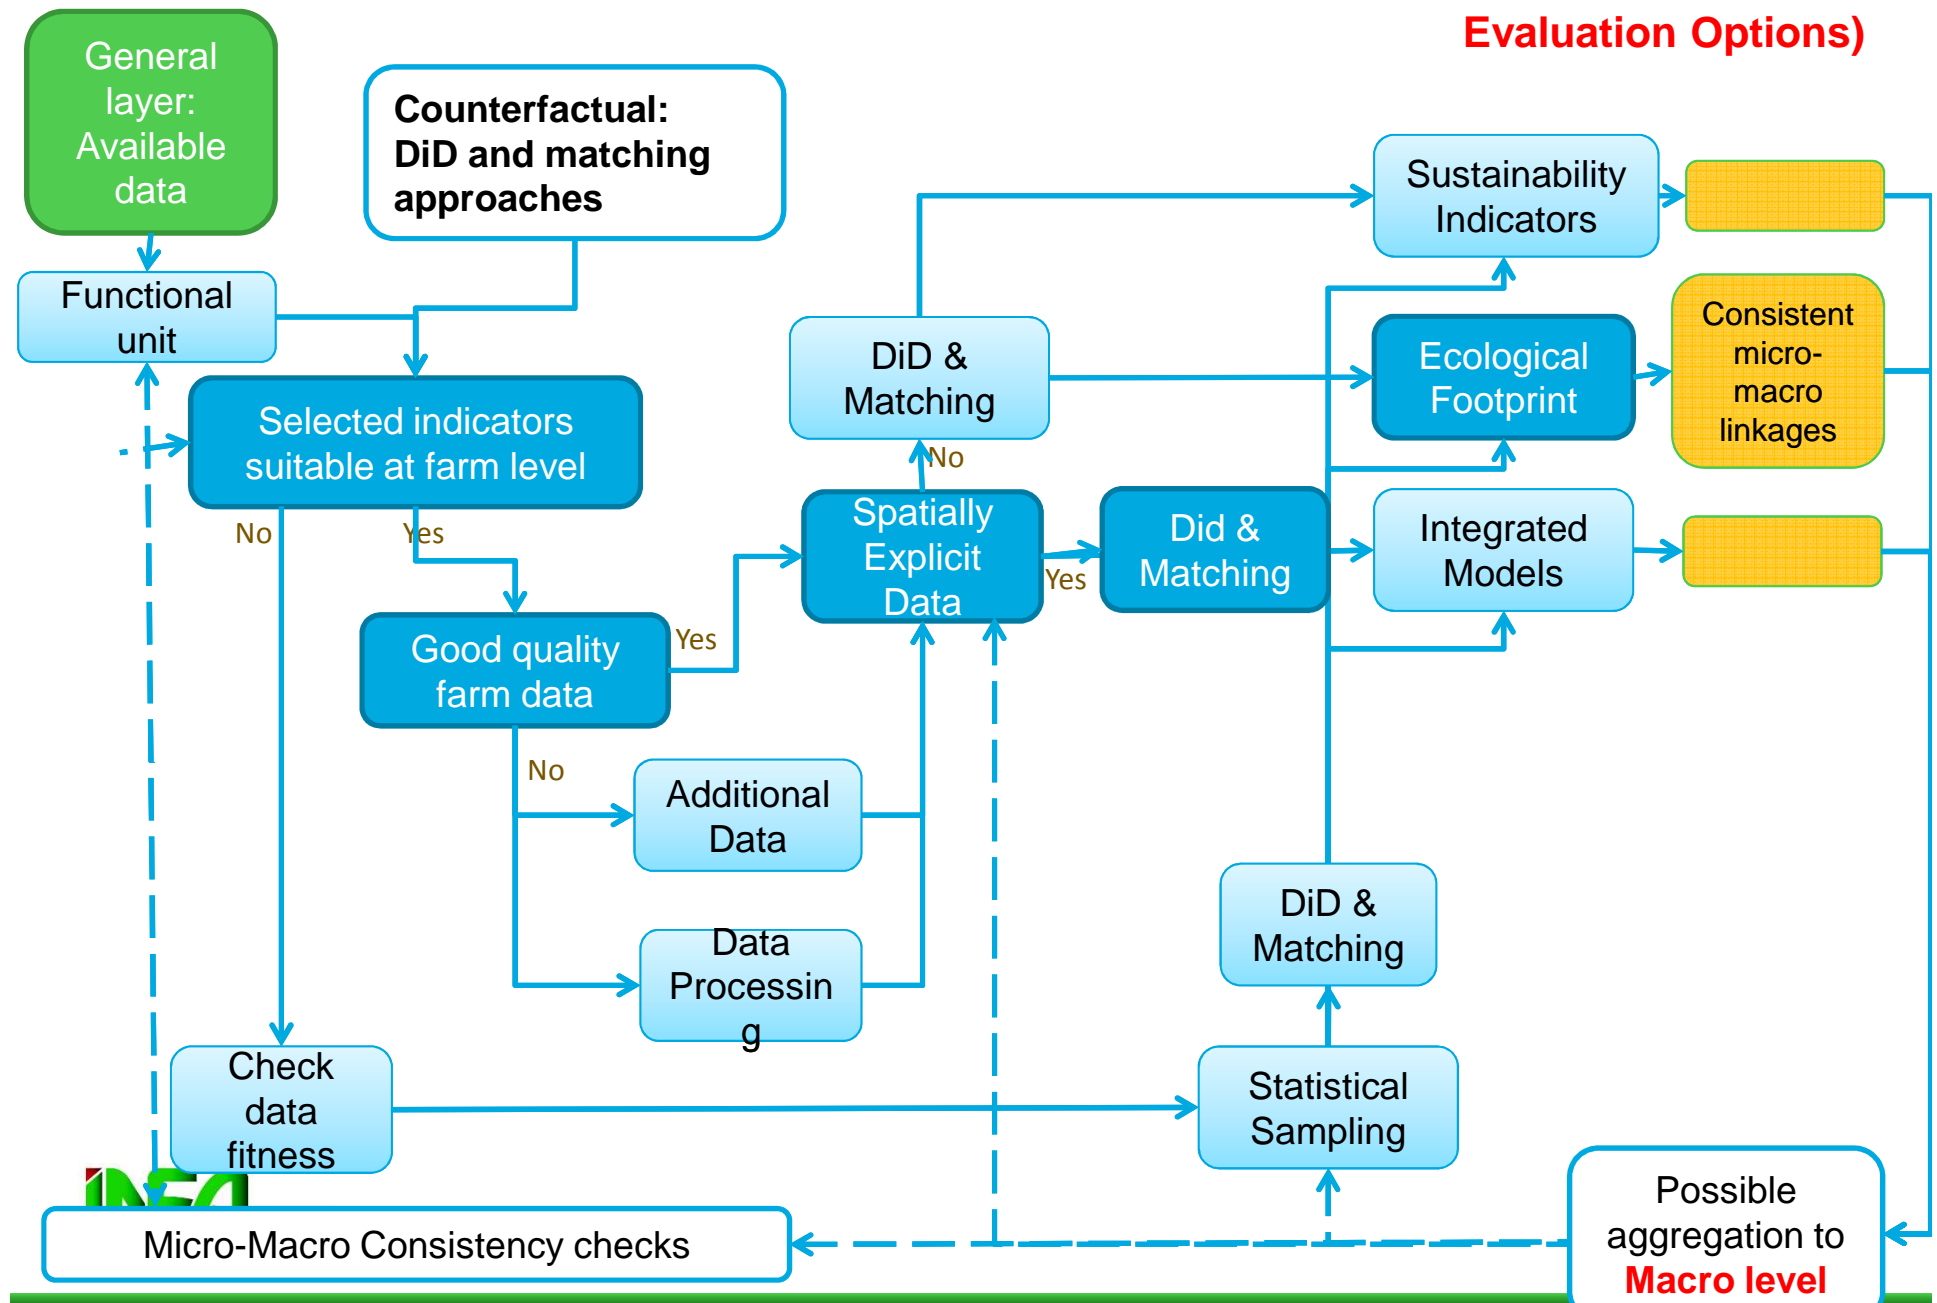 Evaluation Options)
General
layer:
Available
data
Counterfactual:
DiD and matching
approaches
Sustainability
Indicators
Functional
unit
DiD &
Matching
Ecological
Footprint
Consistent
micro-
macro
linkages
Selected indicators
suitable at farm level
No
No
Yes
Spatially
Explicit
Data
Yes
Did &
Matching
Integrated
Models
Good quality
farm data
Yes
No
Additional
Data
DiD &
Matching
Data
Processin
g
Check
data
fitness
Statistical
Sampling
INEA
Micro-Macro Consistency checks
Possible
aggregation to
Macro level